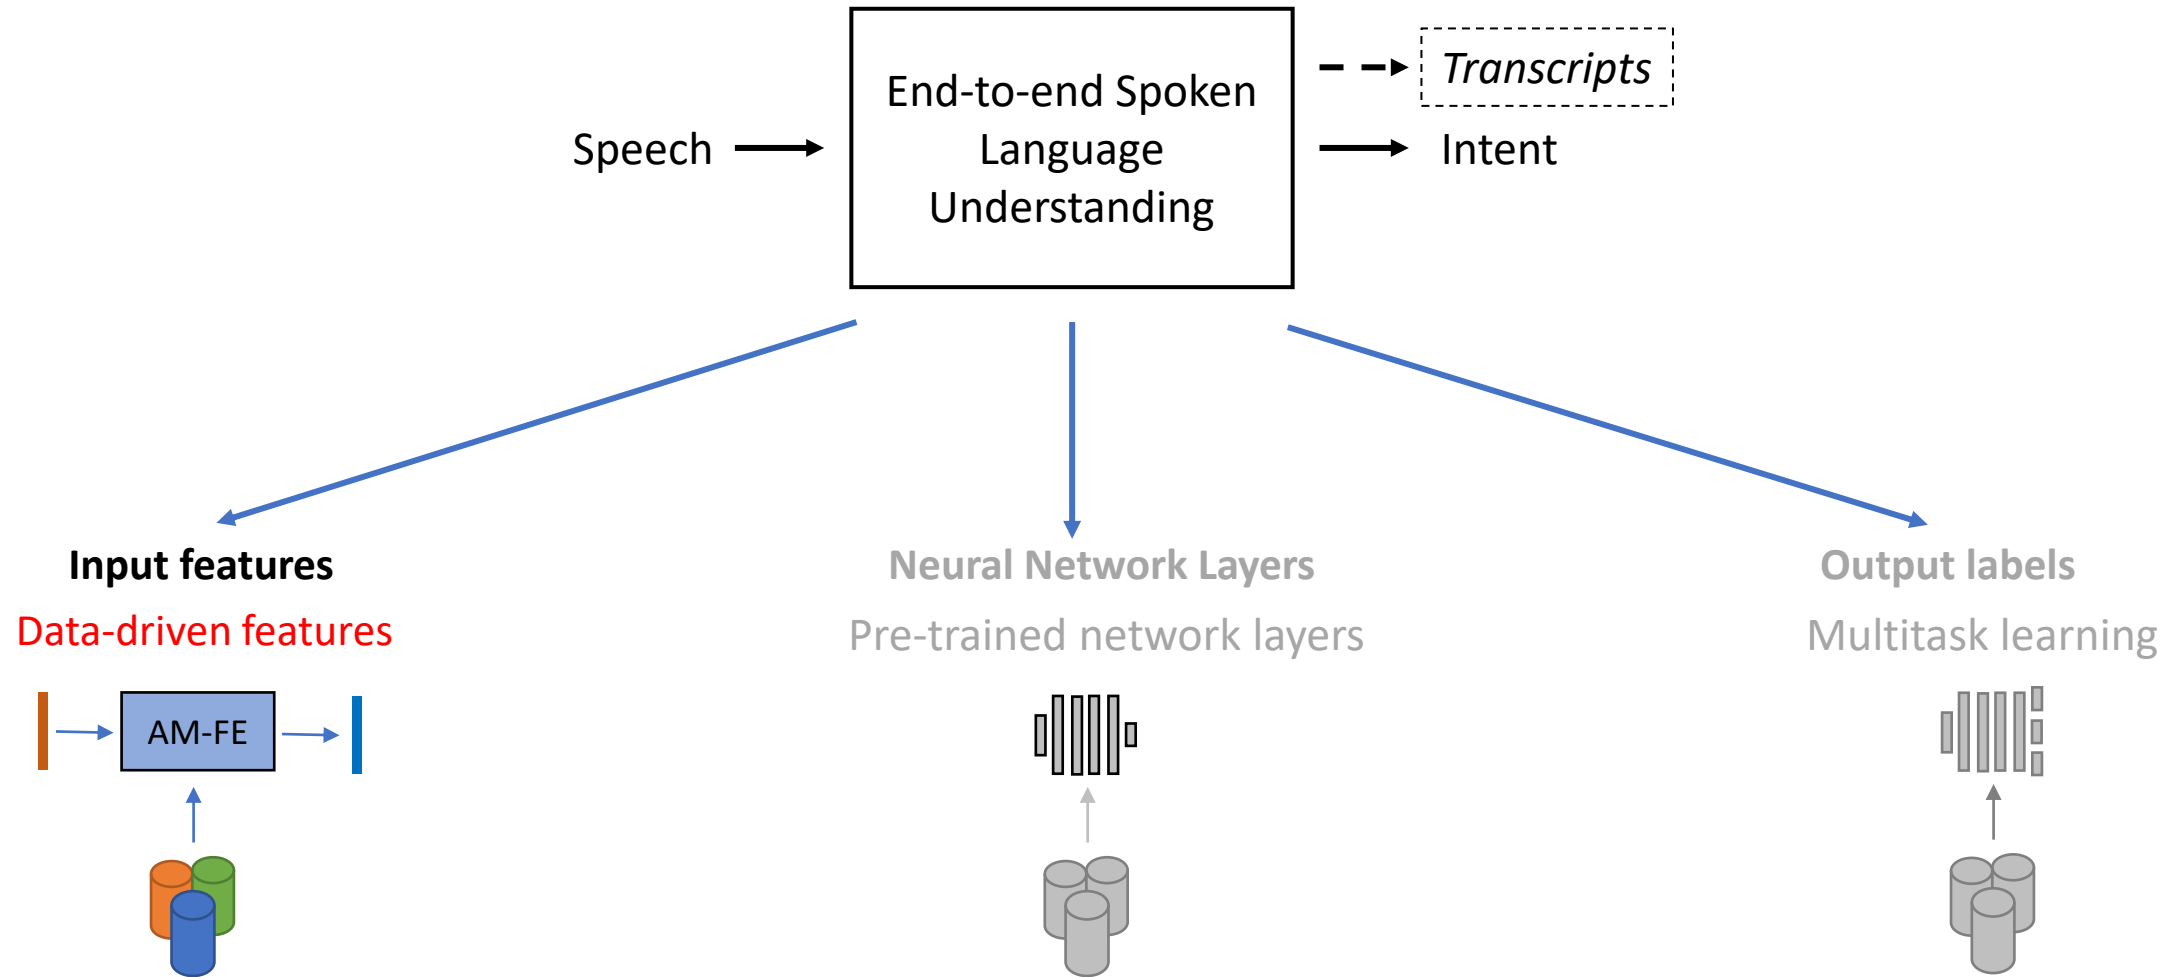 End-to-end Spoken
Language
Understanding
Speech
Transcripts
Intent
Input features
Data-driven features
AM-FE
Neural Network Layers
Pre-trained network layers
Output labels
Multitask learning